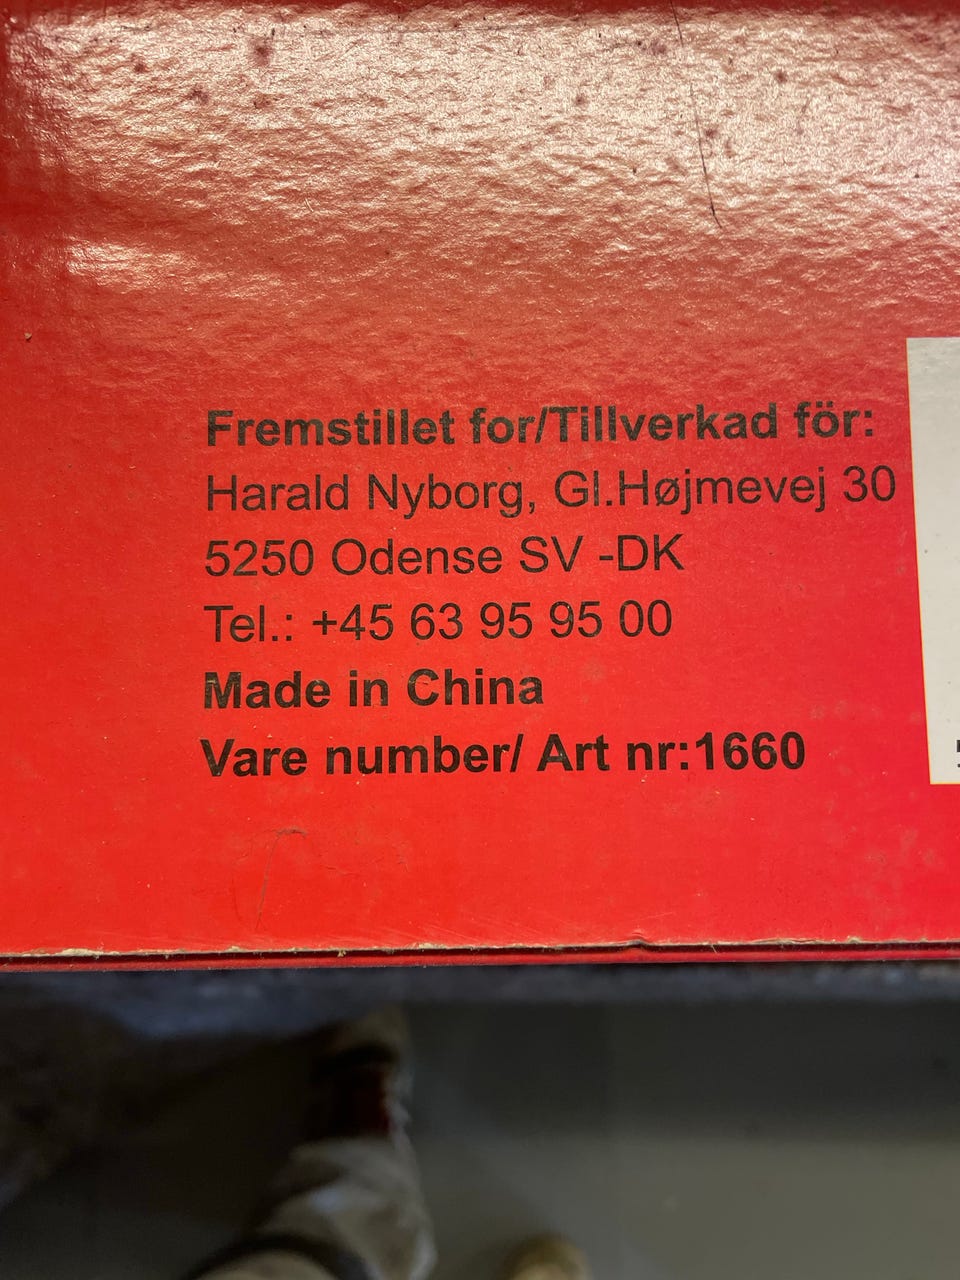 Fremstillet for/Tillverkad för:
Harald Nyborg, Gl.Højmevej 30
5250 Odense SV -DK
Tel.: +45 63 95 95 00
Made in China
Vare number/ Art nr:1660